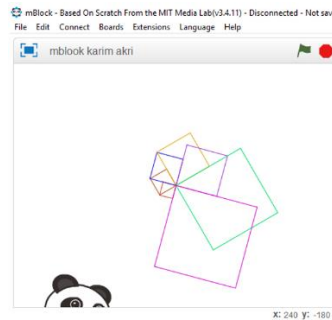 mBlock - Based On Scratch From the MIT Media Lab(v3.4.11) - Disconnected - Not sav
File Edit Connect Boards Extensions Language Help
mblook karim akri
x: 240 y: -180